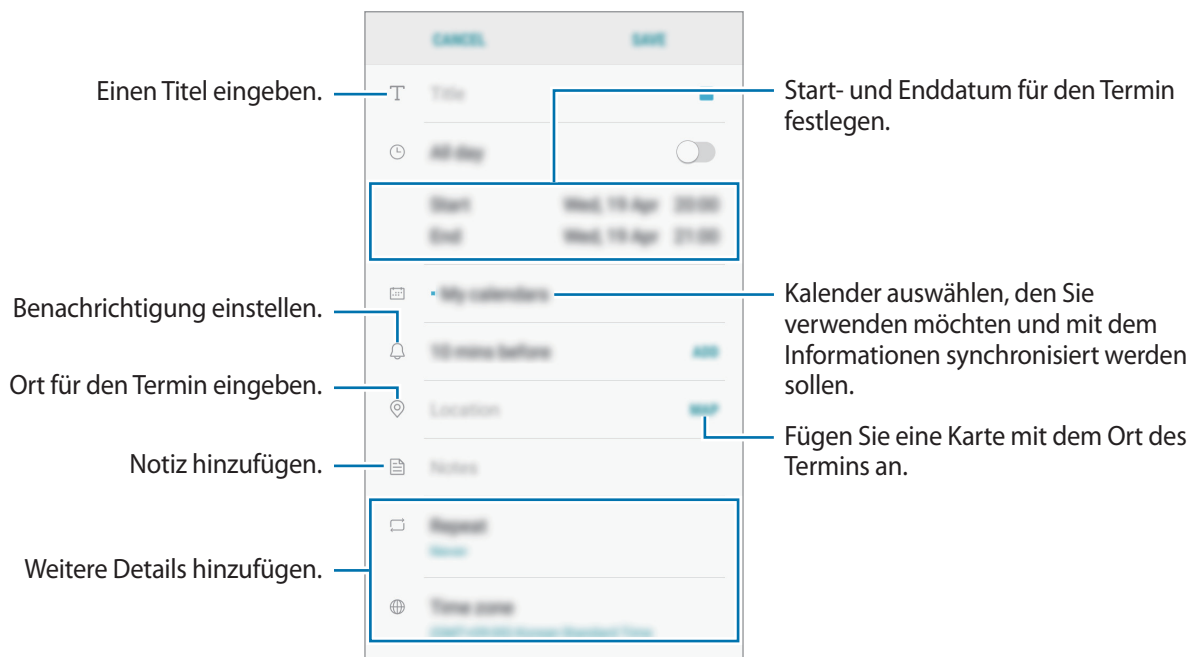 CANCEL SAVE
Einen Titel eingeben.
Title
Start- und Enddatum für den Termin
festlegen.
All day
Start Wed, 19 Apr 20:00
End Wed, 19 Apr 21:00
My calendars
Kalender auswählen, den Sie
verwenden möchten und mit dem
Informationen synchronisiert werden
sollen.
Benachrichtigung einstellen.
10 mins before ADD
Ort für den Termin eingeben.
Location MAP
Fügen Sie eine Karte mit dem Ort des
Termins an.
Notiz hinzufügen.
Notes
Repeat
Never
Weitere Details hinzufügen.
Time zone